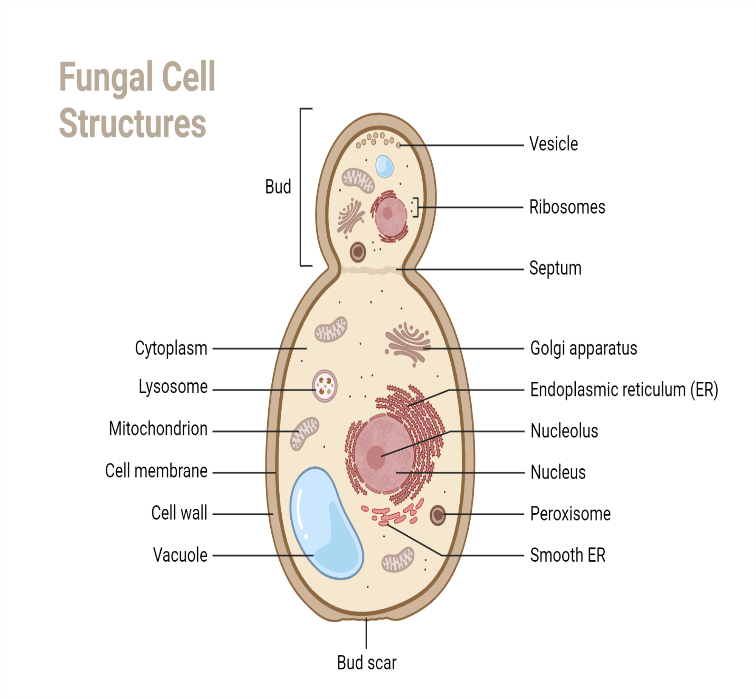 Fungal Cell
Structures
Bud
Vesicle
Ribosomes
Septum
Cytoplasm
Lysosome
Mitochondrion
Cell membrane
Cell wall
Vacuole
Golgi apparatus
Endoplasmic reticulum (ER)
Nucleolus
Nucleus
Peroxisome
Smooth ER
Bud scar